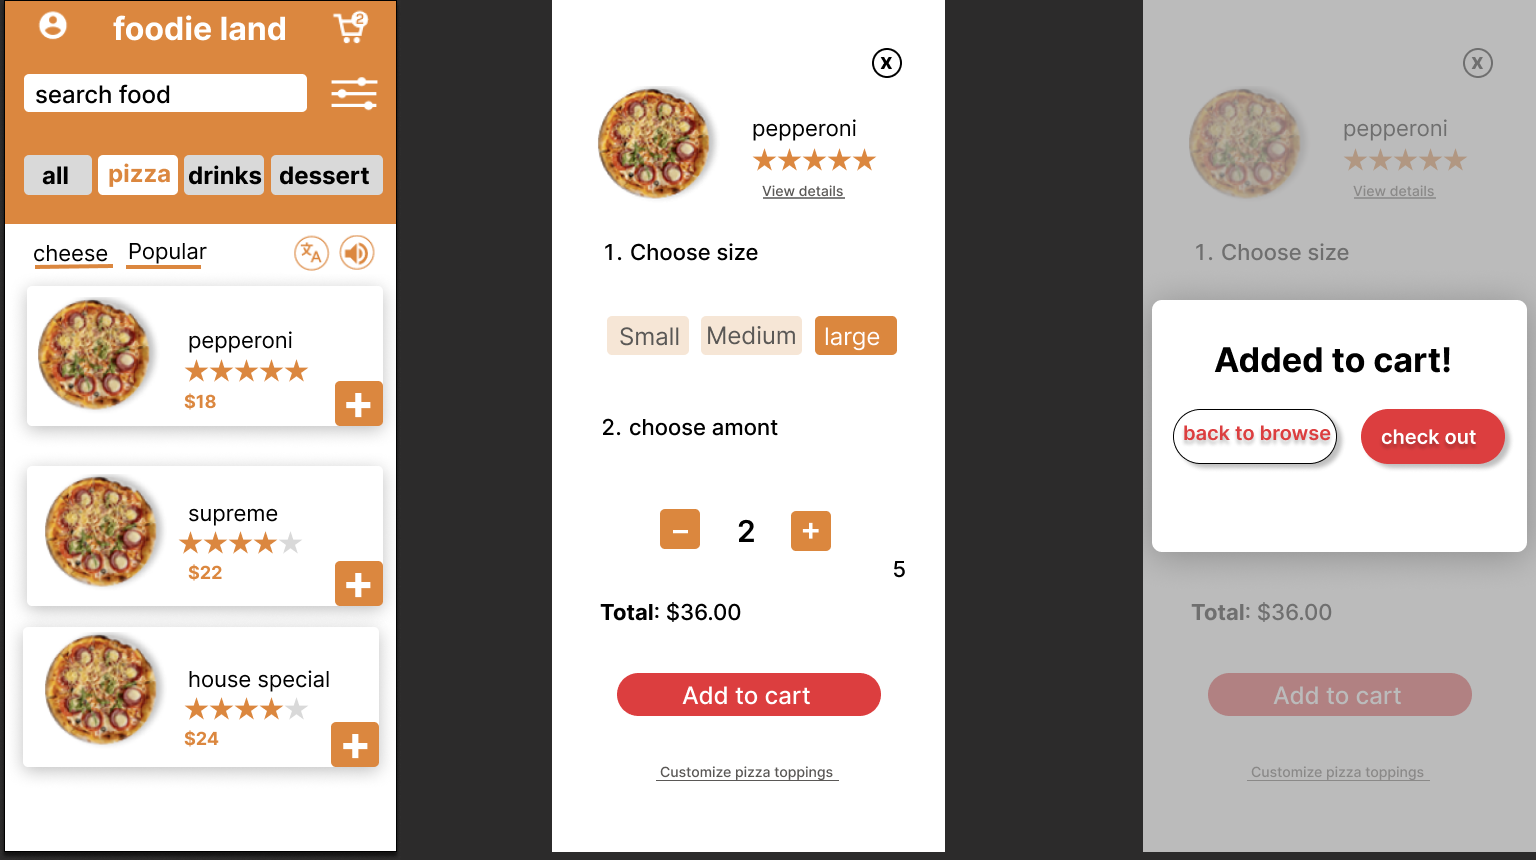 foodie land
2
search food
all pizza drinks dessert
cheese Popular
文A
pepperoni
$18
supreme
$22
house special
$24
X
pepperoni
View details
1. Choose size
Small Medium large
2. choose amont
– 2 +
5
Total: $36.00
Add to cart
Customize pizza toppings
X
pepperoni
View details
1. Choose size
Added to cart!
back to browse check out
Total: $36.00
Add to cart
Customize pizza toppings